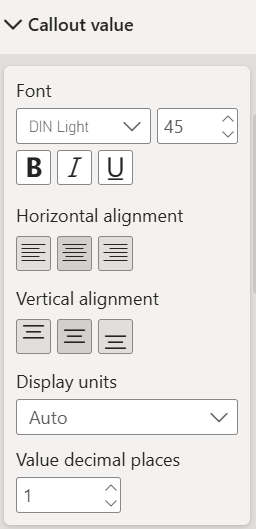 Callout value
Font
DIN Light 45
B I U
Horizontal alignment
Vertical alignment
Display units
Auto
Value decimal places
1